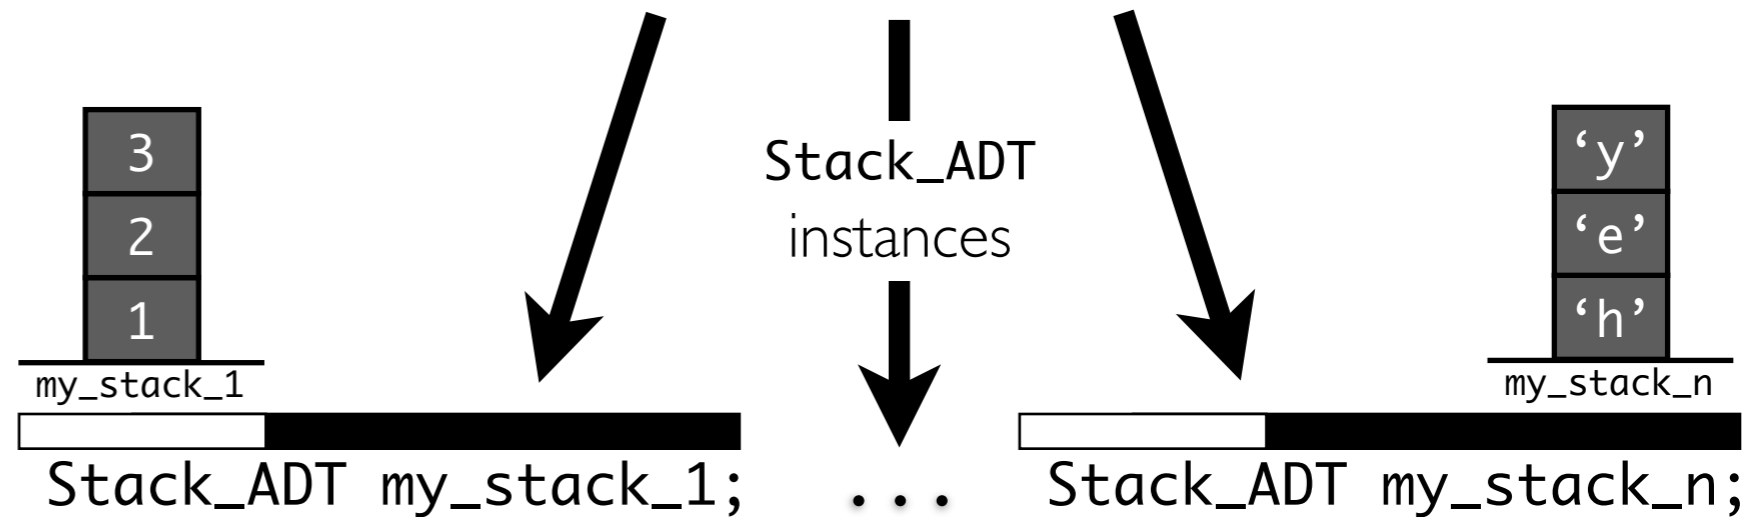 3
2
1
my_stack_1
Stack_ADT
instances
‘y’
‘e’
‘h’
my_stack_n
Stack_ADT my_stack_1;
...
Stack_ADT my_stack_n;